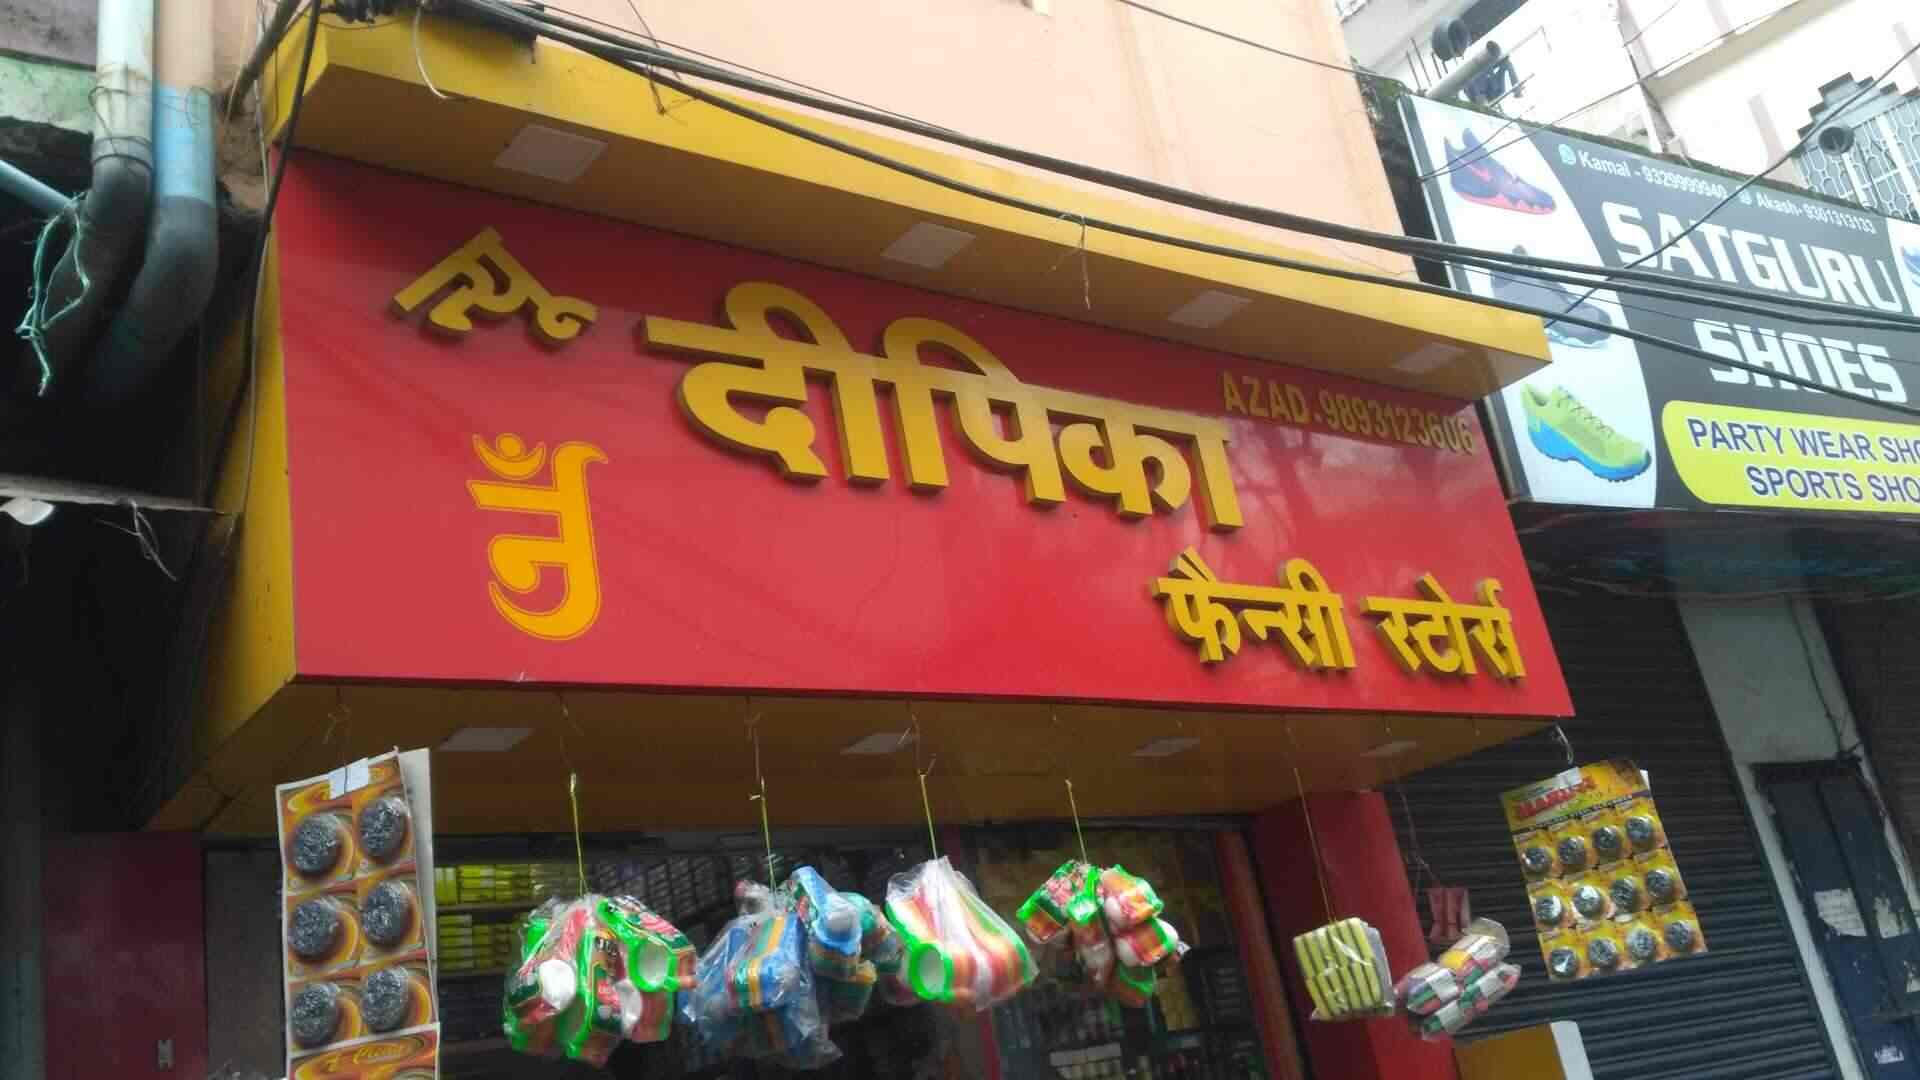 न्यू
दीपिका
AZAD - 9893123606
फैन्सी स्टोर्स
Kamal - 9329999940 Akash- 9301313133
SATGURU
SHOES
PARTY WEAR SHO
SPORTS SHO